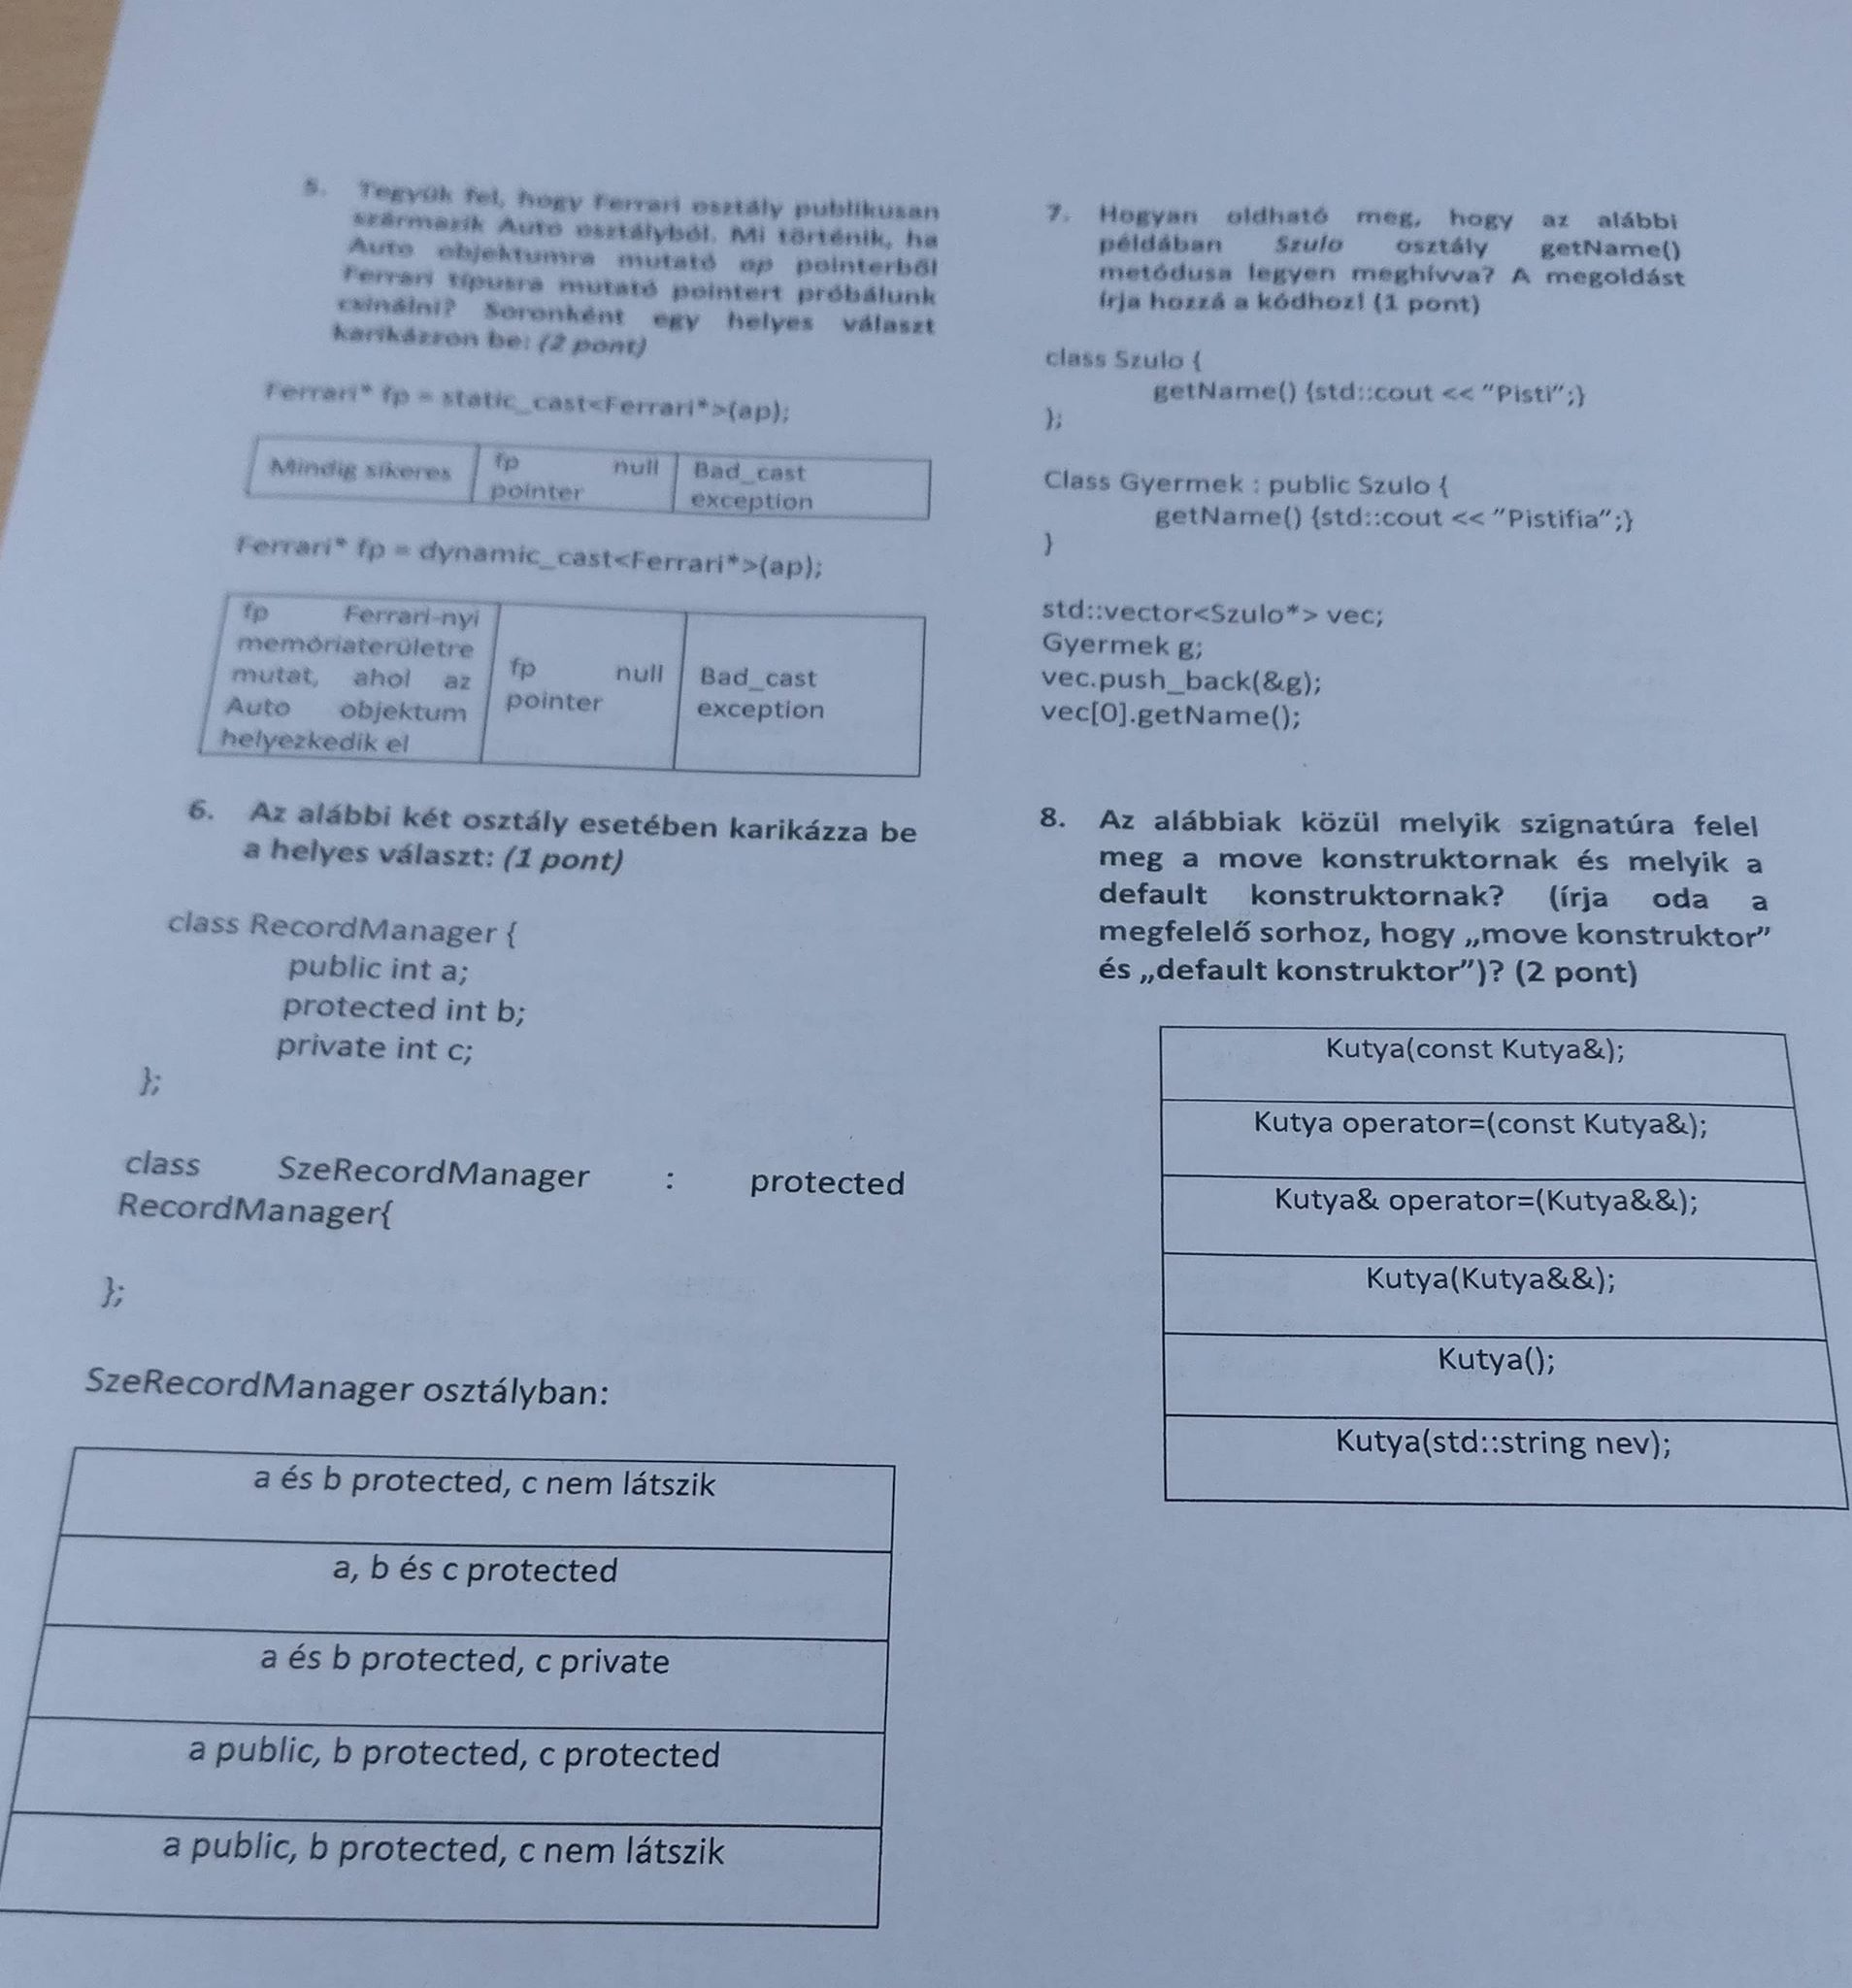 5. Tegyük fel, hogy Ferrari osztály publikusan
származik Auto osztályból. Mi történik, ha
Auto objektumra mutató ap pointerből
Ferrari típusra mutató pointert próbálunk
csinálni? Soronként egy helyes választ
karikázzon be: (2 pont)
Ferrari* fp = static_cast<Ferrari*>(ap);
Mindig sikeres
fp null
pointer
Bad_cast
exception
Ferrari* fp = dynamic_cast<Ferrari*>(ap);
fp Ferrari-nyi
memóriaterületre
mutat, ahol az
Auto objektum
helyezkedik el
fp null
pointer
Bad_cast
exception
6. Az alábbi két osztály esetében karikázza be
a helyes választ: (1 pont)
class RecordManager {
public int a;
protected int b;
private int c;
};
class SzeRecordManager : protected
RecordManager{
};
SzeRecordManager osztályban:
a és b protected, c nem látszik
a, b és c protected
a és b protected, c private
a public, b protected, c protected
a public, b protected, c nem látszik
7. Hogyan oldható meg, hogy az alábbi
példában Szulo osztály getName()
metódusa legyen meghívva? A megoldást
írja hozzá a kódhoz! (1 pont)
class Szulo {
getName() {std::cout << "Pisti";}
};
Class Gyermek : public Szulo {
getName() {std::cout << "Pistifia";}
}
std::vector<Szulo*> vec;
Gyermek g;
vec.push_back(&g);
vec[0].getName();
8. Az alábbiak közül melyik szignatúra felel
meg a move konstruktornak és melyik a
default konstruktornak? (írja oda a
megfelelő sorhoz, hogy „move konstruktor”
és „default konstruktor”)? (2 pont)
Kutya(const Kutya&);
Kutya operator=(const Kutya&);
Kutya& operator=(Kutya&&);
Kutya(Kutya&&);
Kutya();
Kutya(std::string nev);